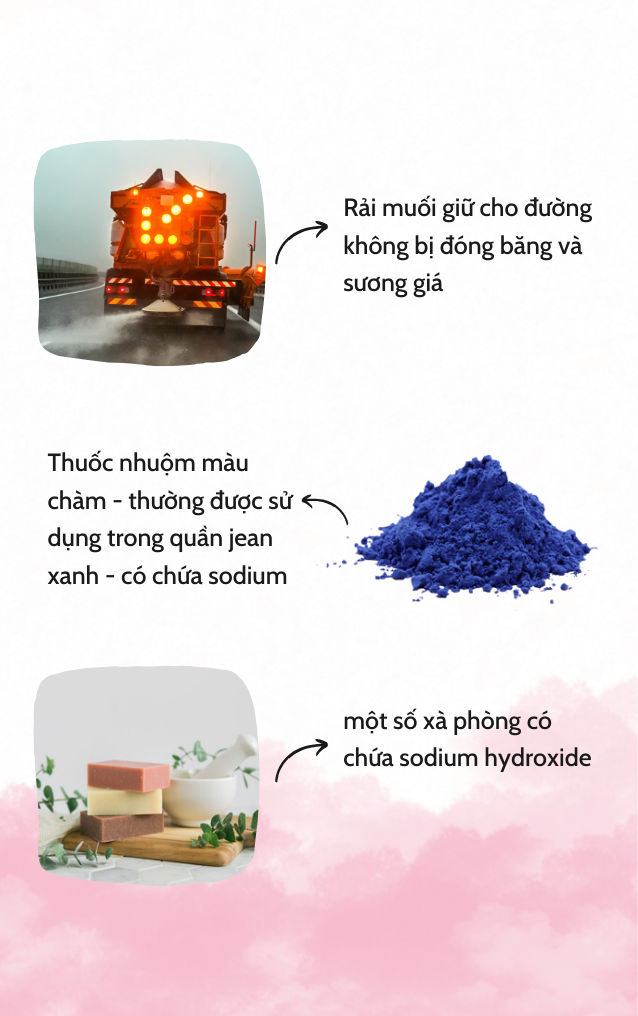 Rải muối giữ cho đường
không bị đóng băng và
sương giá
Thuốc nhuộm màu
chàm - thường được sử
dụng trong quần jean
xanh - có chứa sodium
một số xà phòng có
chứa sodium hydroxide